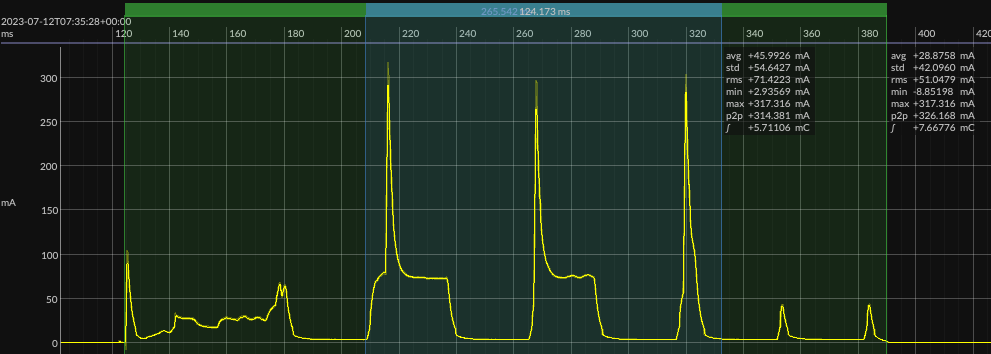 265.542 124.173 ms
2023-07-12T07:35:28+00:00
ms 120 140 160 180 200 220 240 260 280 300 320 340 360 380 400 420
300
250
200
150
mA
100
50
0
avg +45.9926 mA
std +54.6427 mA
rms +71.4223 mA
min +2.93569 mA
max +317.316 mA
p2p +314.381 mA
∫ +5.71106 mC
avg +28.8758 mA
std +42.0960 mA
rms +51.0479 mA
min -8.85198 mA
max +317.316 mA
p2p +326.168 mA
∫ +7.66776 mC